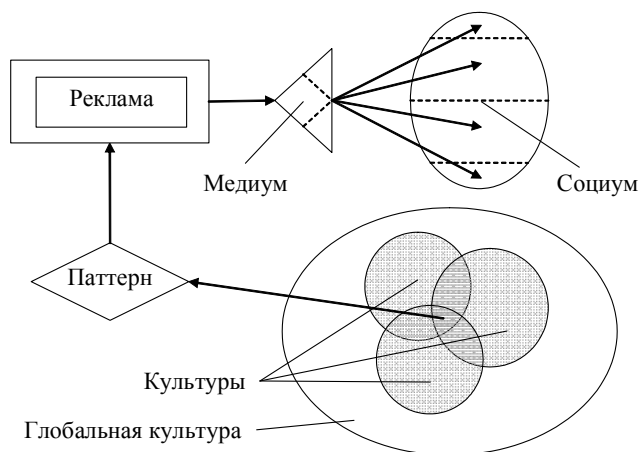 Реклама
Медиум
Социум
Паттерн
Культуры
Глобальная культура